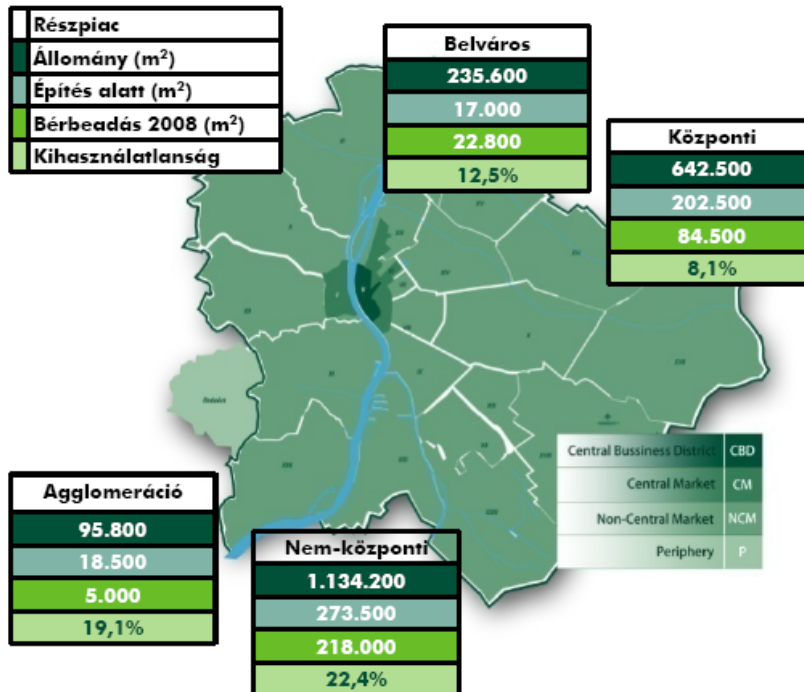 Részpiac
Állomány (m²)
Építés alatt (m²)
Bérbeadás 2008 (m²)
Kihasználatlanság
Belváros
235.600
17.000
22.800
12,5%
Központi
642.500
202.500
84.500
8,1%
Central Bussiness District CBD
Central Market CM
Non-Central Market NCM
Periphery P
Agglomeráció
95.800
18.500
5.000
19,1%
Nem-központi
1.134.200
273.500
218.000
22,4%